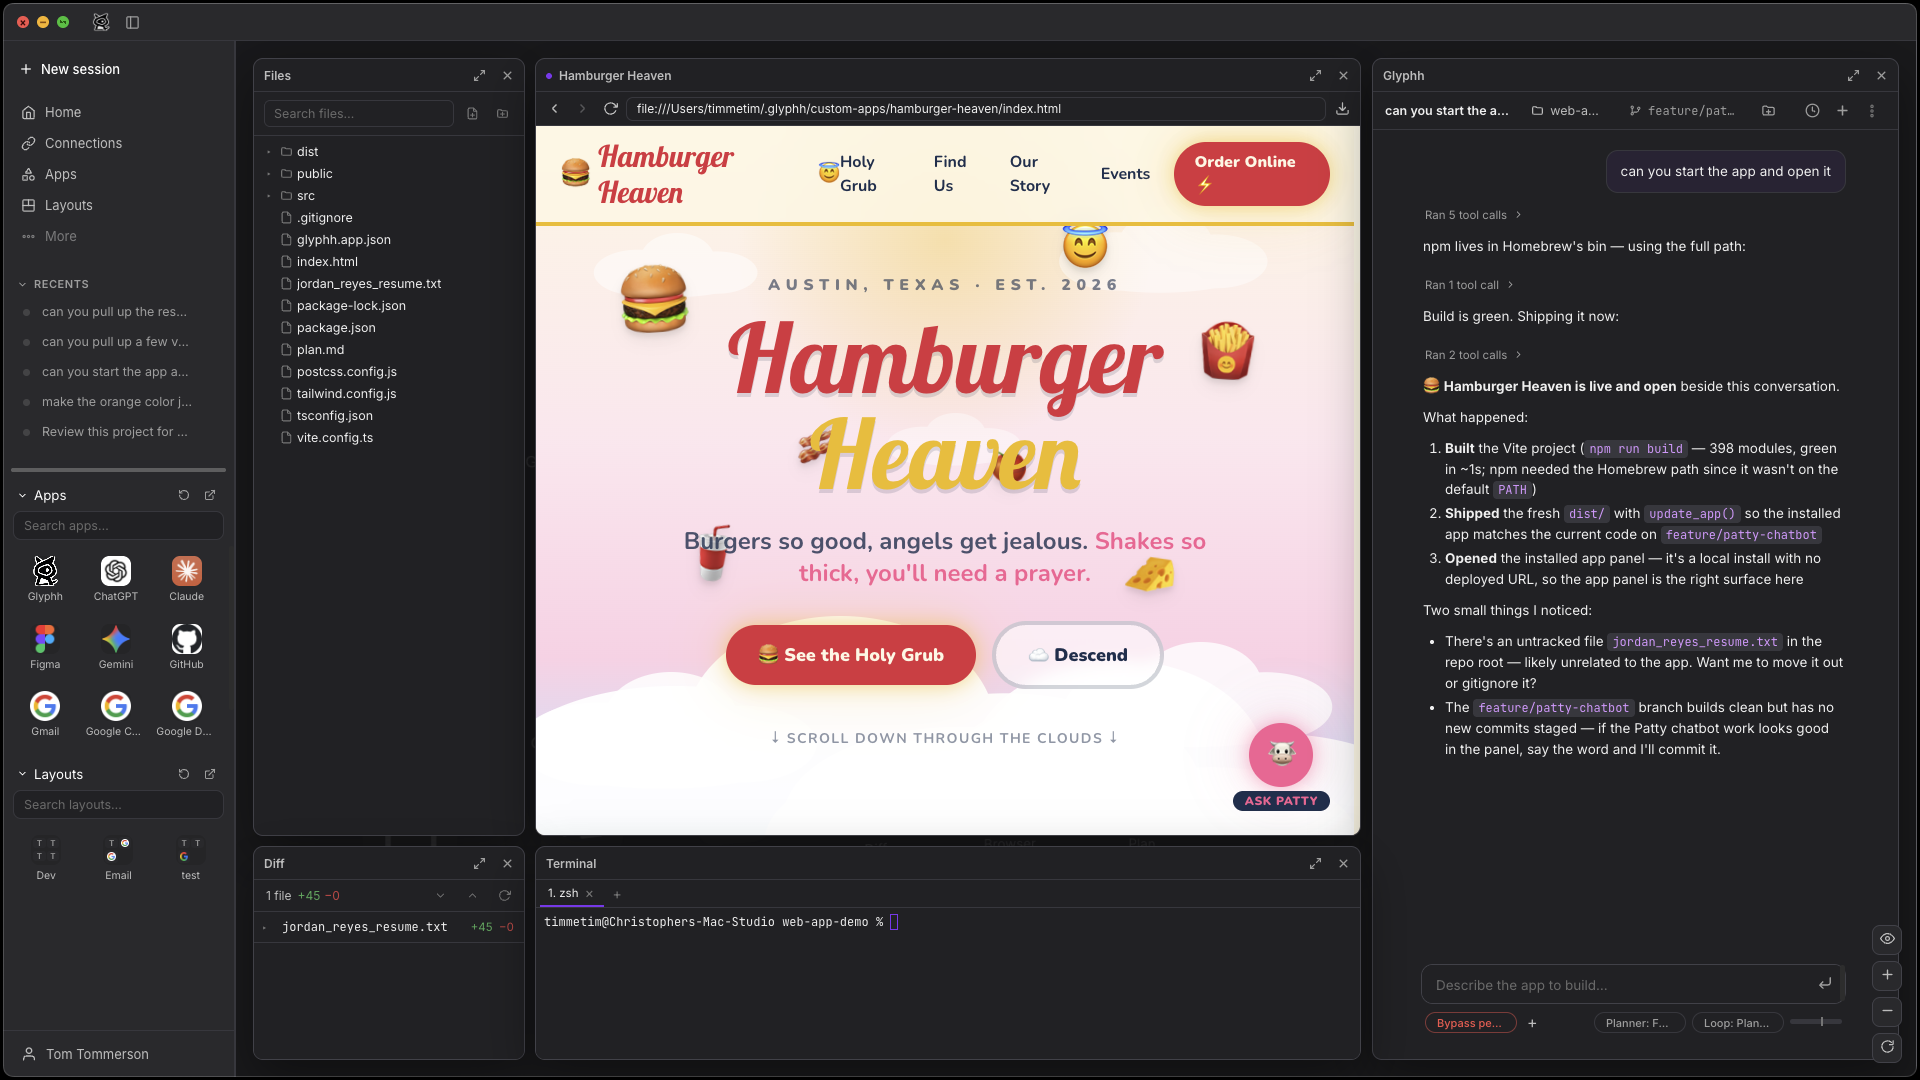 New session
Home
Connections
Apps
Layouts
More
RECENTS
can you pull up the res...
can you pull up a few v...
can you start the app a...
make the orange color j...
Review this project for ...
Apps
Search apps...
Glyphh
ChatGPT
Claude
Figma
Gemini
GitHub
Gmail
Google C...
Google D...
Layouts
Search layouts...
T T
T T
Dev
T
Email
T T
test
Tom Tommerson
Files
Search files...
dist
public
src
.gitignore
glyphh.app.json
index.html
jordan_reyes_resume.txt
package-lock.json
package.json
plan.md
postcss.config.js
tailwind.config.js
tsconfig.json
vite.config.ts
Diff
1 file +45 −0
jordan_reyes_resume.txt +45 −0
Hamburger Heaven
file:///Users/timmetim/.glyphh/custom-apps/hamburger-heaven/index.html
Hamburger
Heaven
Holy
Grub
Find
Us
Our
Story
Events
Order Online
⚡
AUSTIN, TEXAS · EST. 2026
Hamburger
Heaven
Burgers so good, angels get jealous. Shakes so
thick, you'll need a prayer.
See the Holy Grub
Descend
↓ SCROLL DOWN THROUGH THE CLOUDS ↓
ASK PATTY
Browser
Plan
Terminal
1. zsh
timmetim@Christophers-Mac-Studio web-app-demo %
Glyphh
can you start the a...
web-a...
feature/pat...
can you start the app and open it
Ran 5 tool calls
npm lives in Homebrew's bin — using the full path:
Ran 1 tool call
Build is green. Shipping it now:
Ran 2 tool calls
🍔 Hamburger Heaven is live and open beside this conversation.
What happened:
1. Built the Vite project ( npm run build — 398 modules, green
in ~1s; npm needed the Homebrew path since it wasn't on the
default PATH )
2. Shipped the fresh dist/ with update_app() so the installed
app matches the current code on feature/patty-chatbot
3. Opened the installed app panel — it's a local install with no
deployed URL, so the app panel is the right surface here
Two small things I noticed:
• There's an untracked file jordan_reyes_resume.txt in the
repo root — likely unrelated to the app. Want me to move it out
or gitignore it?
• The feature/patty-chatbot branch builds clean but has no
new commits staged — if the Patty chatbot work looks good
in the panel, say the word and I'll commit it.
Describe the app to build...
Bypass pe...
Planner: F...
Loop: Plan...